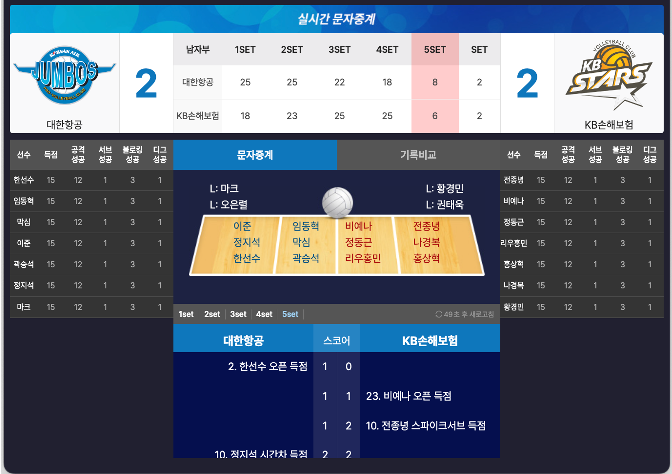 실시간 문자중계
KOREAN AIR
JUMBOS
대한항공
2
남자부 1SET 2SET 3SET 4SET 5SET SET
대한항공 25 25 22 18 8 2
KB손해보험 18 23 25 25 6 2
2
VOLLEYBALL CLUB
KB
STARS
KB손해보험
선수 득점 공격성공 서브성공 블로킹성공 디그성공
한선수 15 12 1 3 1
임동혁 15 12 1 3 1
막심 15 12 1 3 1
이준 15 12 1 3 1
곽승석 15 12 1 3 1
정지석 15 12 1 3 1
마크 15 12 1 3 1
문자중계 기록비교
L: 마크 L: 황경민
L: 오은렬 L: 권태욱
이준 임동혁 비예나 전종녕
정지석 막심 정동근 나경복
한선수 곽승석 리우홍민 홍상혁
1set 2set 3set 4set 5set
49초 후 새로고침
대한항공 스코어 KB손해보험
2. 한선수 오픈 득점 1 0
1 1 23. 비예나 오픈 득점
1 2 10. 전종녕 스파이크서브 득점
10. 정지석 시간차 득점 2 2
선수 득점 공격성공 서브성공 블로킹성공 디그성공
전종녕 15 12 1 3 1
비예나 15 12 1 3 1
정동근 15 12 1 3 1
리우홍민 15 12 1 3 1
홍상혁 15 12 1 3 1
나경복 15 12 1 3 1
황경민 15 12 1 3 1